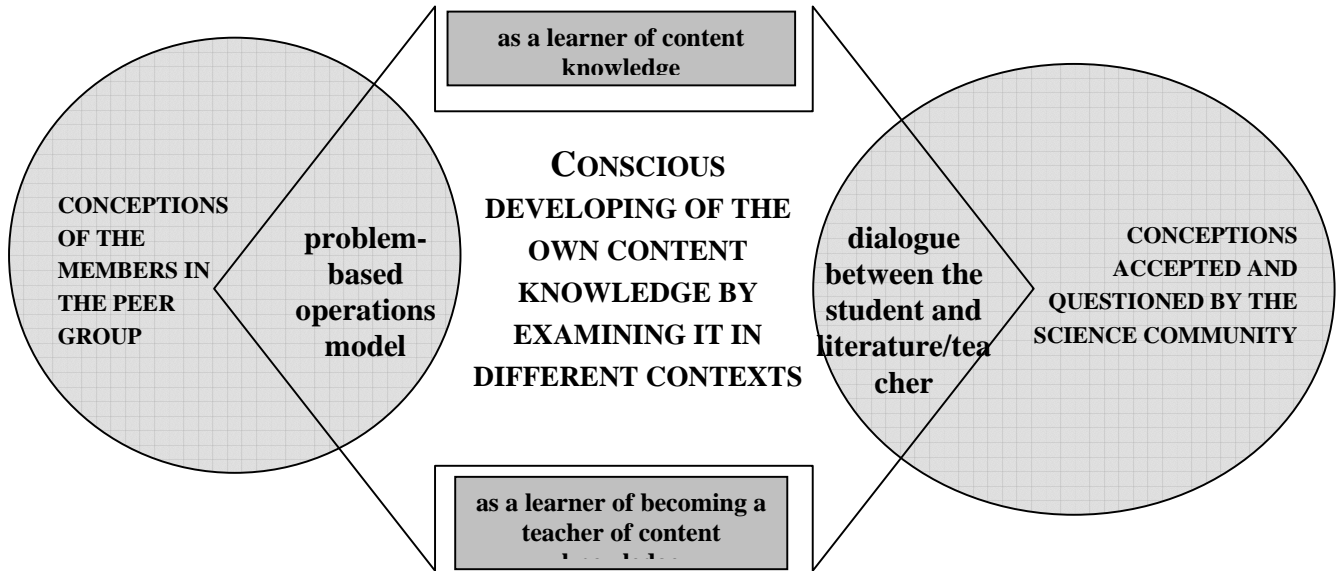 as a learner of content
knowledge
CONCEPTIONS
OF THE
MEMBERS IN
THE PEER
GROUP
problem-
based
operations
model
CONSCIOUS
DEVELOPING OF THE
OWN CONTENT
KNOWLEDGE BY
EXAMINING IT IN
DIFFERENT CONTEXTS
dialogue
between the
student and
literature/tea
cher
CONCEPTIONS
ACCEPTED AND
QUESTIONED BY THE
SCIENCE COMMUNITY
as a learner of becoming a
teacher of content